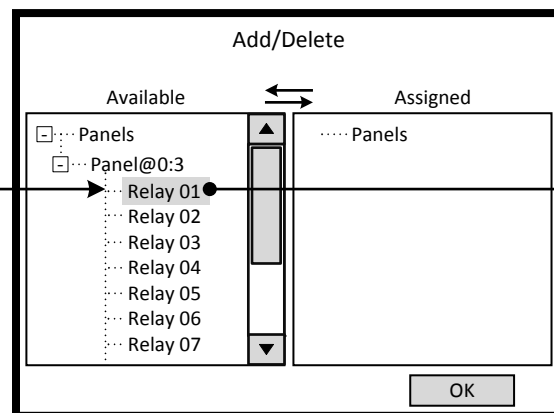 Add/Delete
Available
Assigned
Panels
Panel@0:3
Relay 01
Relay 02
Relay 03
Relay 04
Relay 05
Relay 06
Relay 07
Panels
OK